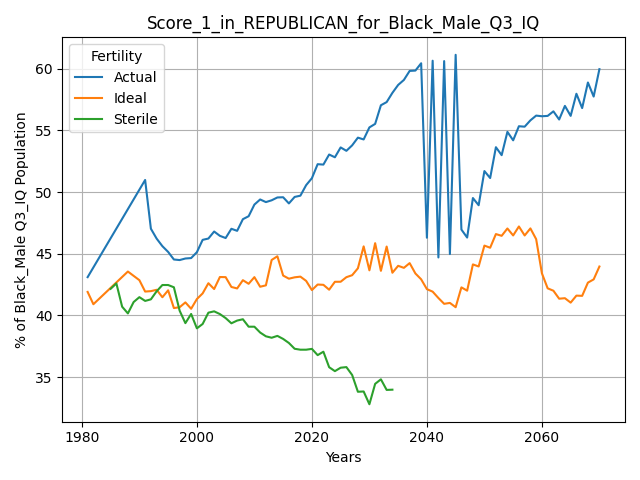 Score_1_in_REPUBLICAN_for_Black_Male_Q3_IQ
Fertility
Actual
Ideal
Sterile
% of Black_Male Q3_IQ Population
60
55
50
45
40
35
1980
2000
2020
2040
2060
Years